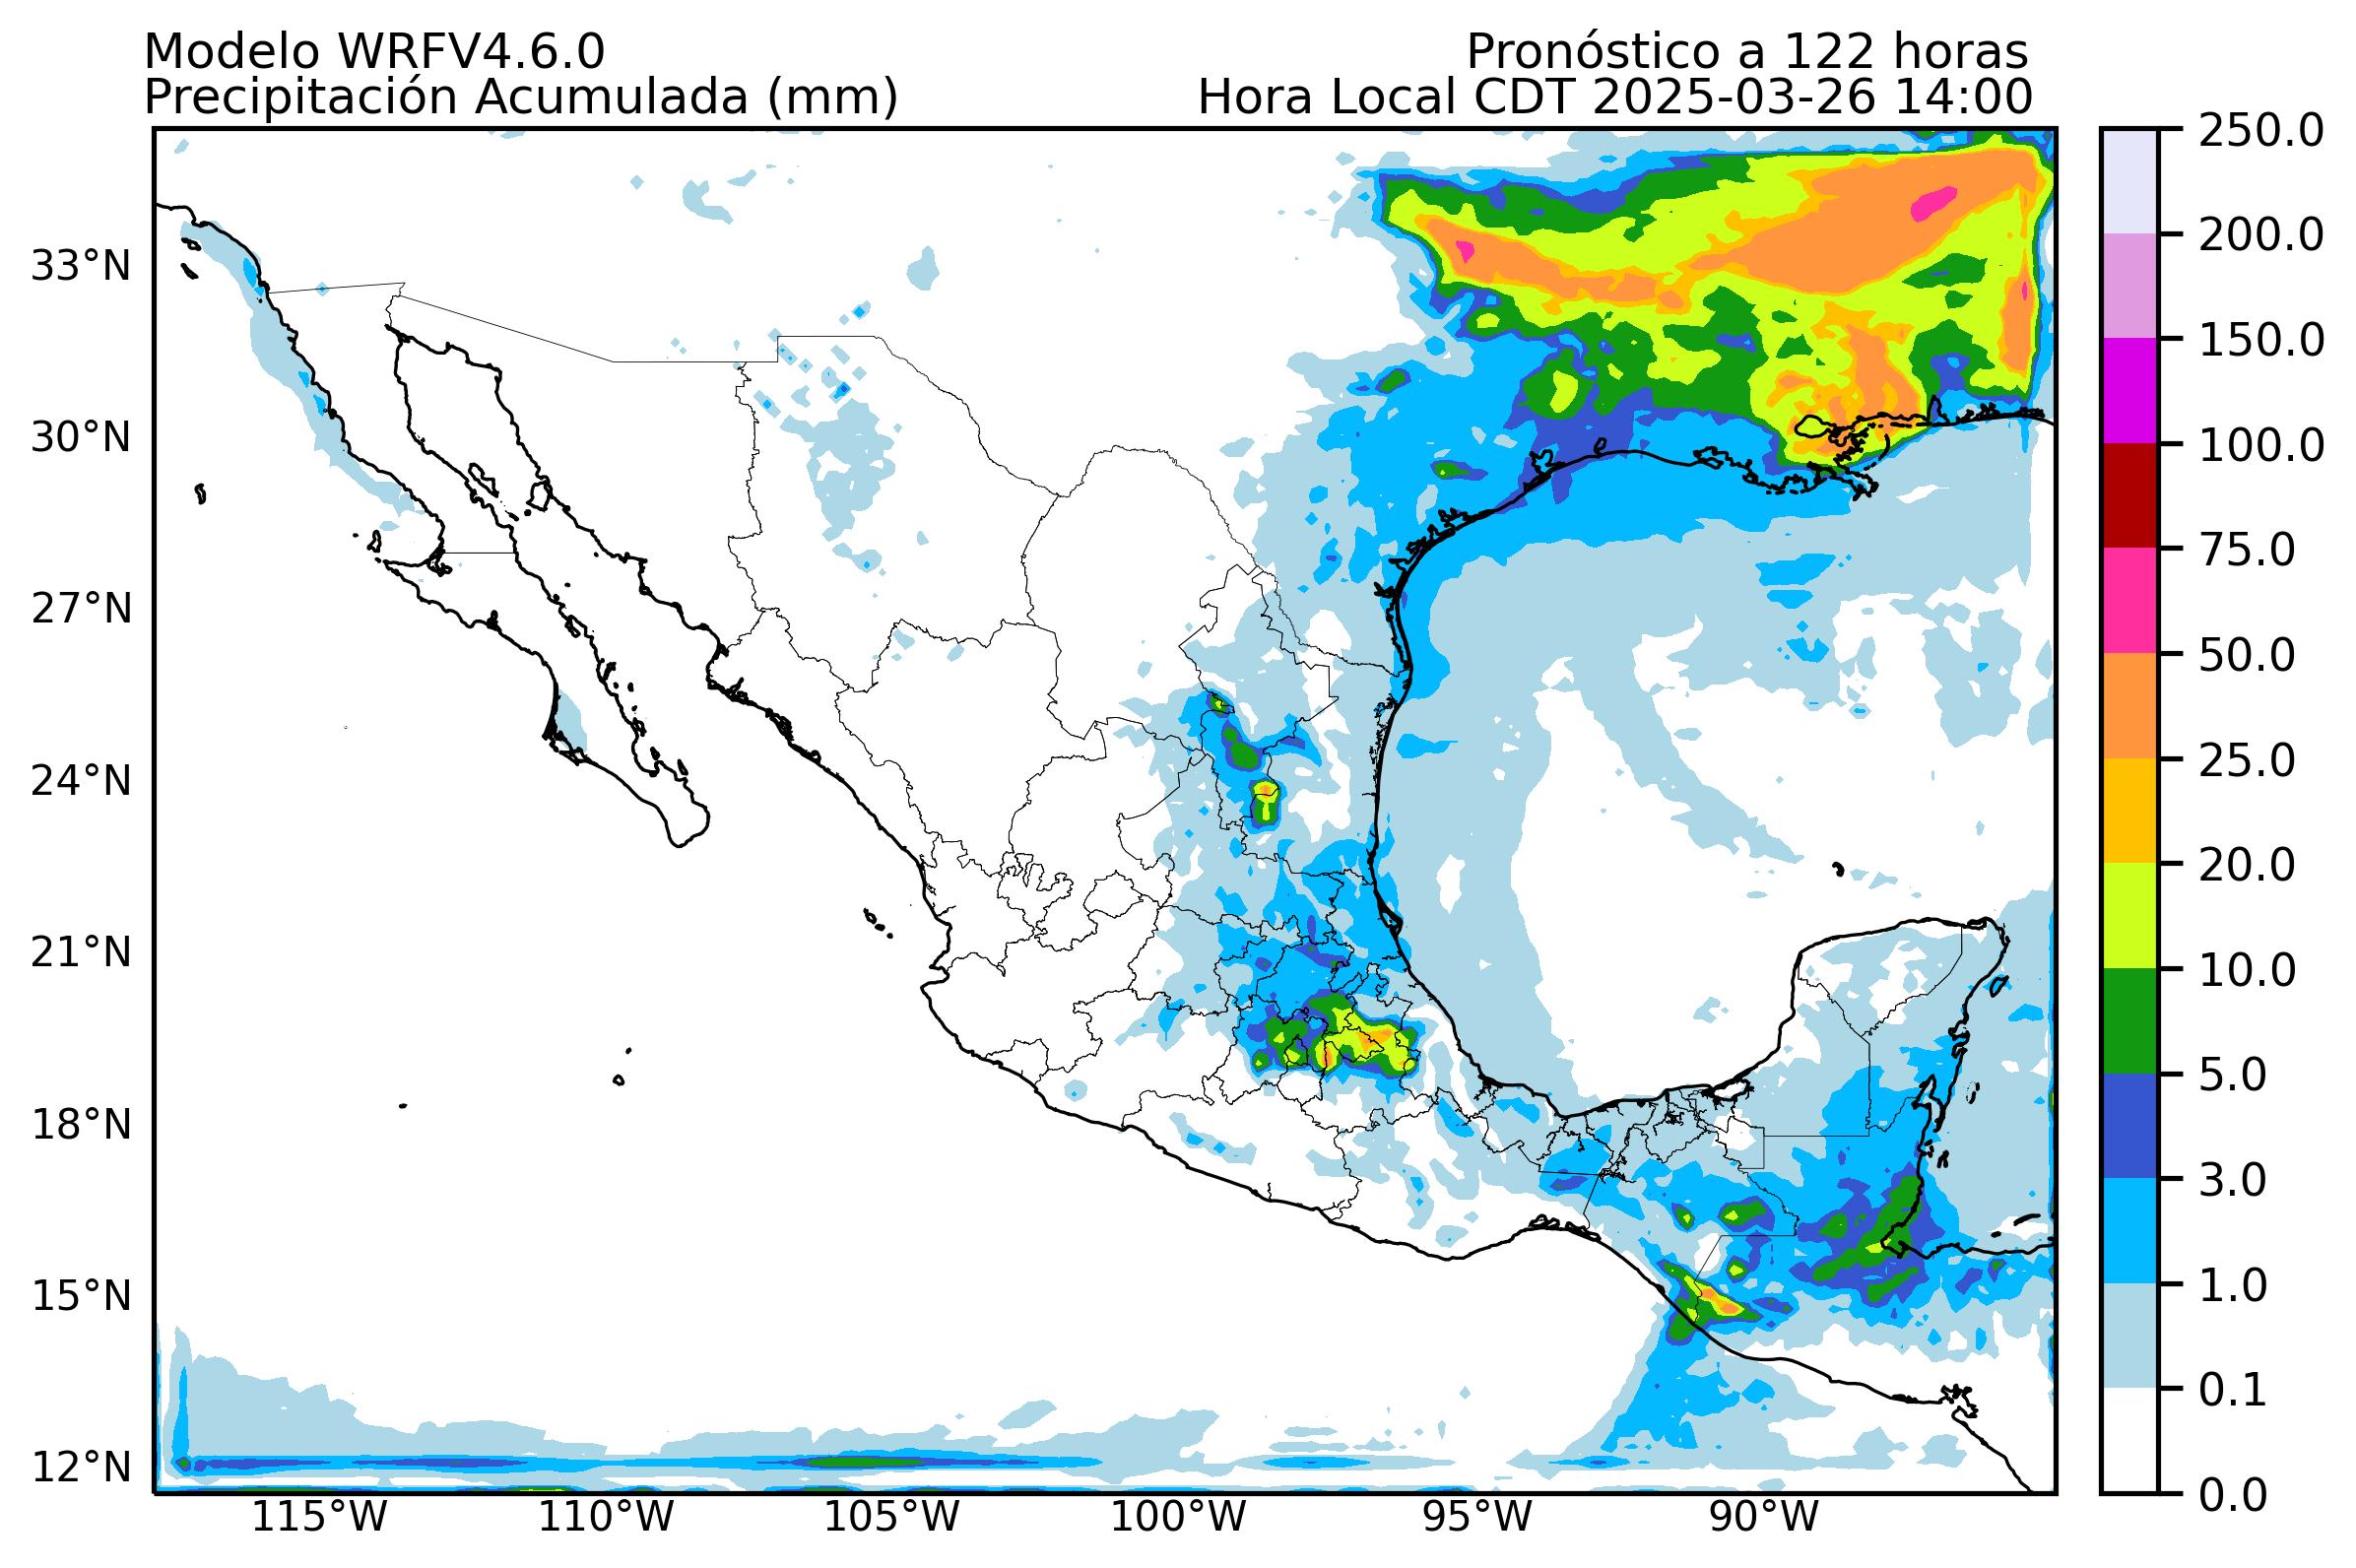 Modelo WRFV4.6.0
Pronóstico a 122 horas
Precipitación Acumulada (mm)
Hora Local CDT 2025-03-26 14:00
250.0
200.0
150.0
100.0
75.0
50.0
25.0
20.0
10.0
5.0
3.0
1.0
0.1
0.0
33°N
30°N
27°N
24°N
21°N
18°N
15°N
12°N
115°W
110°W
105°W
100°W
95°W
90°W